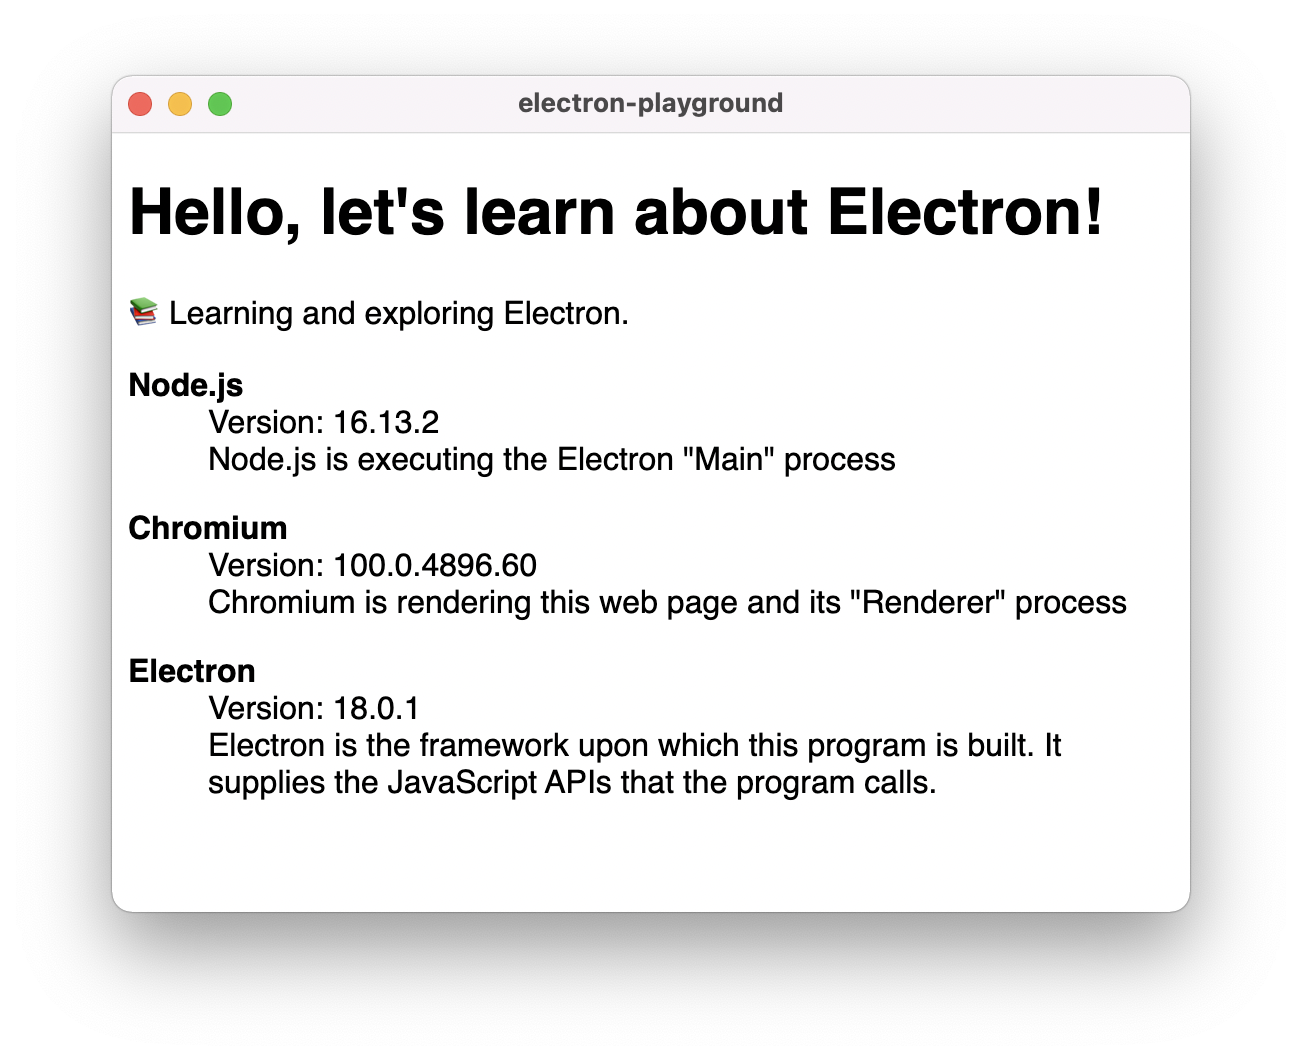 electron-playground
Hello, let's learn about Electron!
📚 Learning and exploring Electron.
Node.js
Version: 16.13.2
Node.js is executing the Electron "Main" process
Chromium
Version: 100.0.4896.60
Chromium is rendering this web page and its "Renderer" process
Electron
Version: 18.0.1
Electron is the framework upon which this program is built. It
supplies the JavaScript APIs that the program calls.